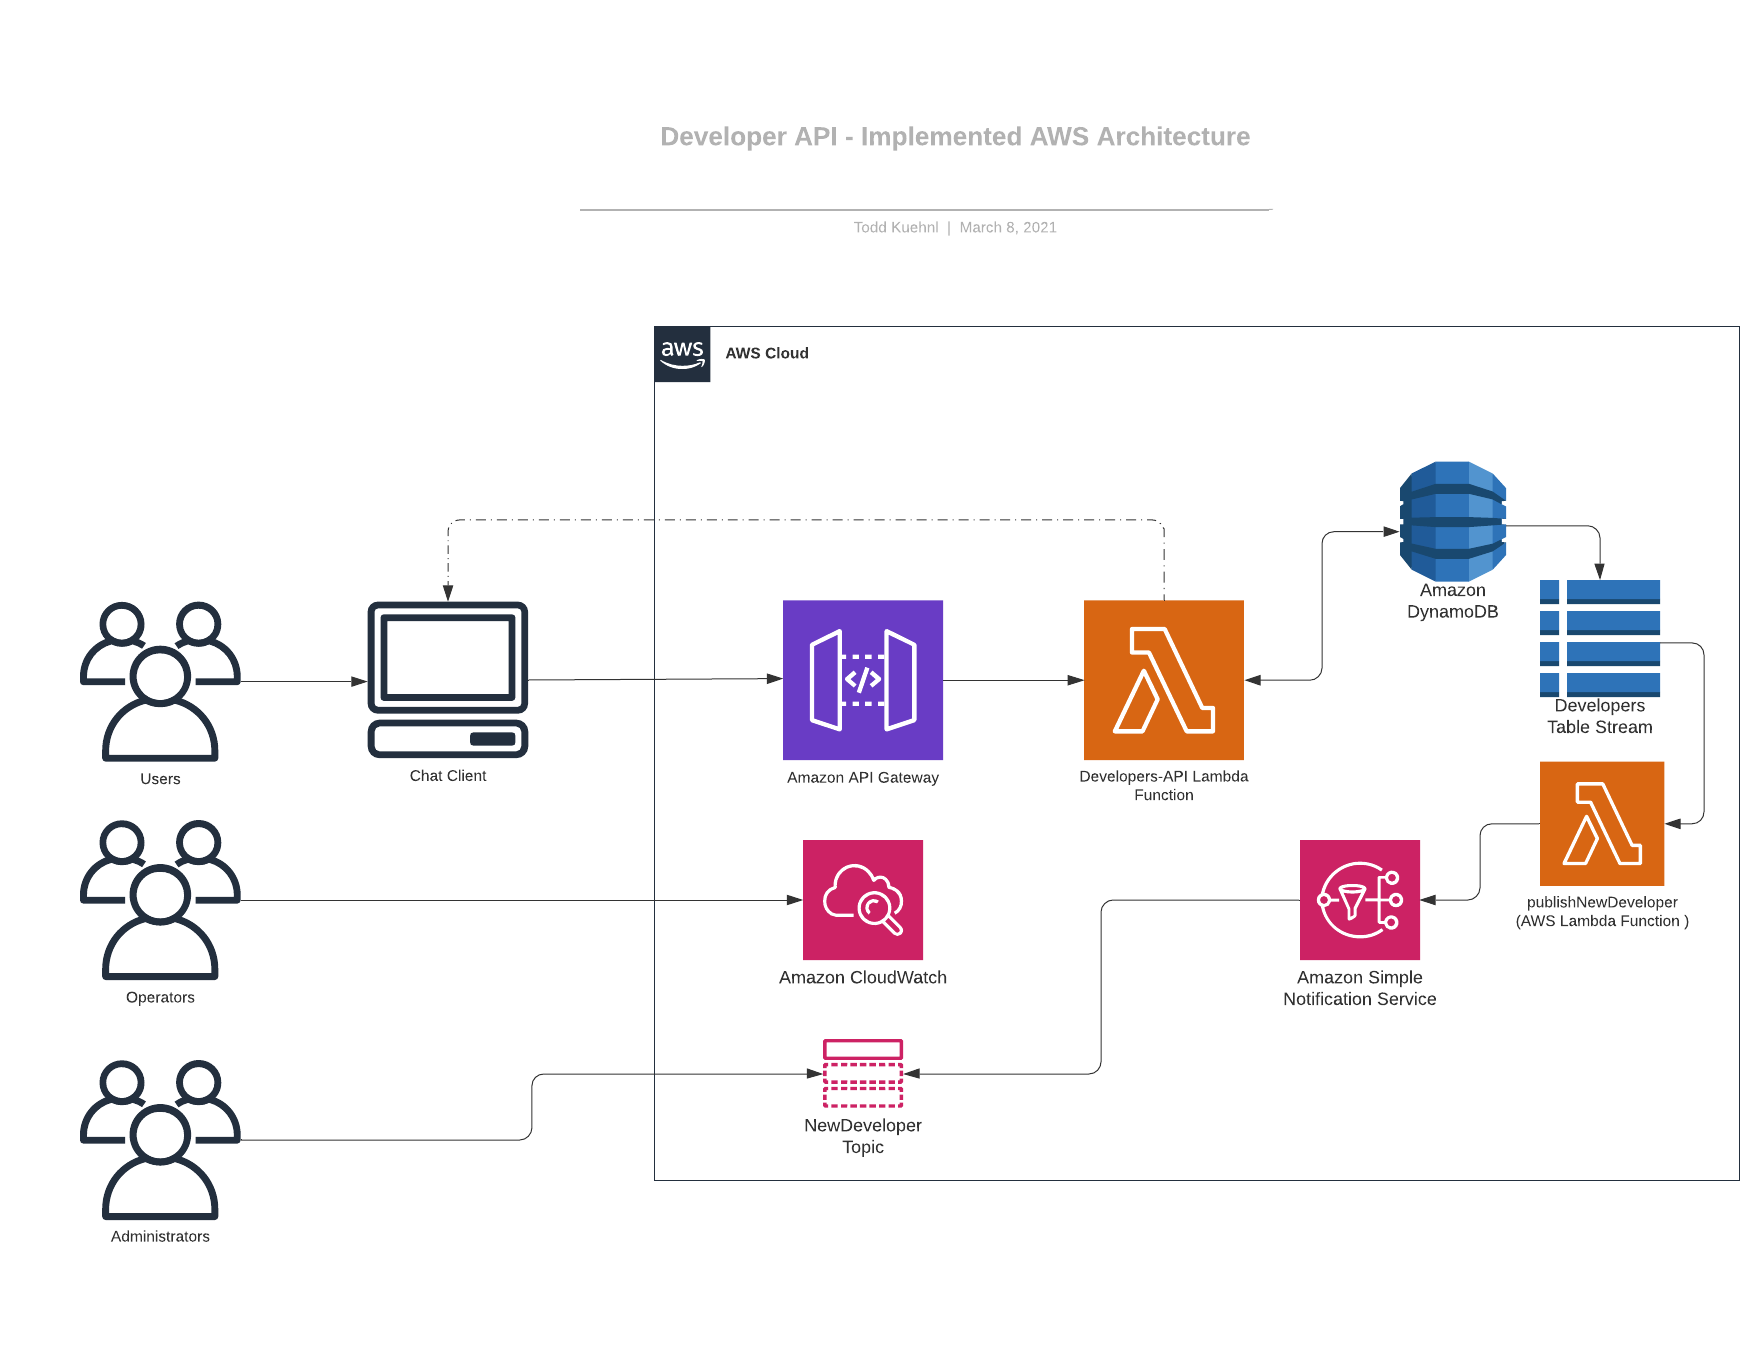 Developer API - Implemented AWS Architecture
Todd Kuehnl | March 8, 2021
aws
AWS Cloud
Amazon
DynamoDB
Developers
Table Stream
Users
Chat Client
Amazon API Gateway
Developers-API Lambda
Function
publishNewDeveloper
(AWS Lambda Function )
Operators
Amazon CloudWatch
Amazon Simple
Notification Service
NewDeveloper
Topic
Administrators